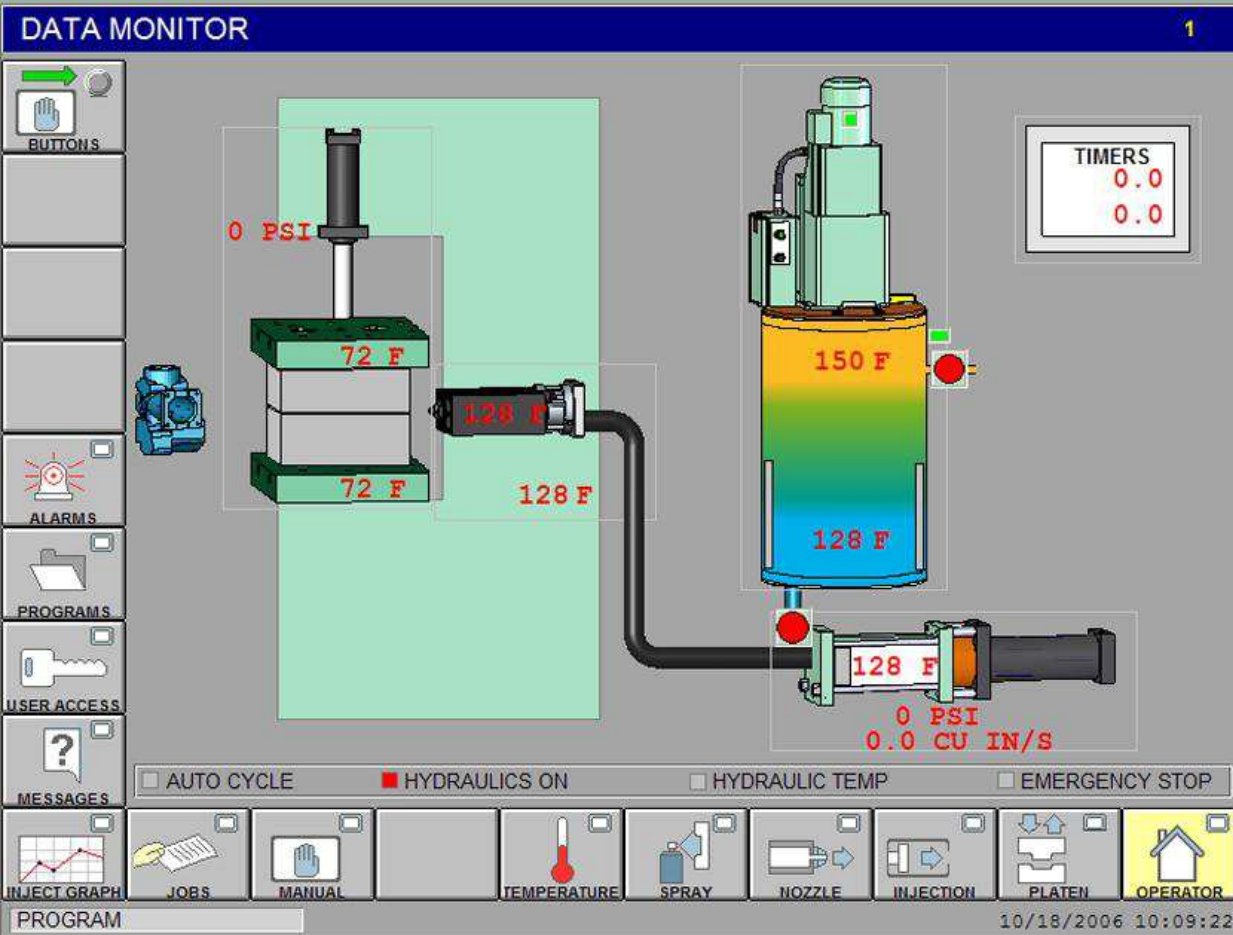 DATA MONITOR 1
BUTTONS
TIMERS
0.0
0.0
0 PSI
72 F
150 F
128 F
72 F
128 F
128 F
128 F
0 PSI
0.0 CU IN/S
ALARMS
PROGRAMS
USER ACCESS
?
MESSAGES
AUTO CYCLE HYDRAULICS ON HYDRAULIC TEMP EMERGENCY STOP
INJECT GRAPH JOBS MANUAL TEMPERATURE SPRAY NOZZLE INJECTION PLATEN OPERATOR
PROGRAM 10/18/2006 10:09:22